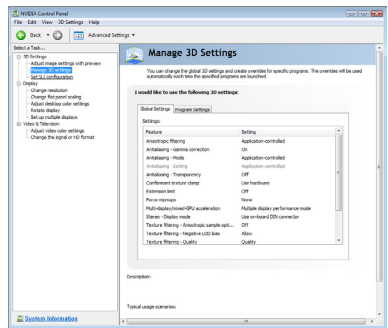 NVIDIA Control Panel
File Edit View 3D Settings Help
Back
Advanced Settings
Select a Task...
3D Settings
Adjust image settings with preview
Manage 3D settings
Set SLI configuration
Display
Change resolution
Change flat panel scaling
Adjust desktop color settings
Rotate display
Set up multiple displays
Video & Television
Adjust video color settings
Change the signal or HD format
System Information
Manage 3D Settings
You can change the global 3D settings and create overrides for specific programs. The overrides will be used
automatically each time the specified programs are launched.
I would like to use the following 3D settings:
Global Settings Program Settings
Settings:
Feature Setting
Anisotropic filtering Application-controlled
Antialiasing - Gamma correction On
Antialiasing - Mode Application-controlled
Antialiasing - Setting Application-controlled
Antialiasing - Transparency Off
Conformant texture clamp Use hardware
Extension limit Off
Force mipmaps None
Multi-display/mixed-GPU acceleration Multiple display performance mode
Stereo - Display mode Use on-board DIN connector
Texture filtering - Anisotropic sample opti... Off
Texture filtering - Negative LOD bias Allow
Texture filtering - Quality Quality
Description:
Typical usage scenarios: